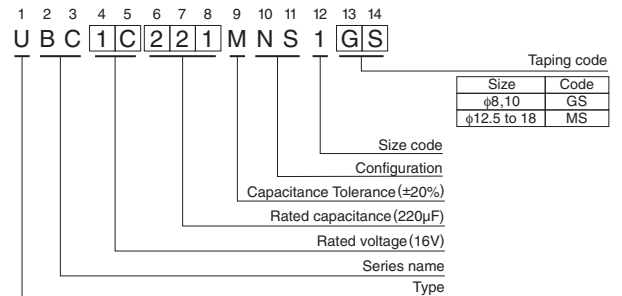 1 2 3 4 5 6 7 8 9 10 11 12 13 14
U B C 1 C 2 2 1 M N S 1 G S
Taping code
Size Code
ϕ8,10 GS
ϕ12.5 to 18 MS
Size code
Configuration
Capacitance Tolerance (±20%)
Rated capacitance (220µF)
Rated voltage (16V)
Series name
Type